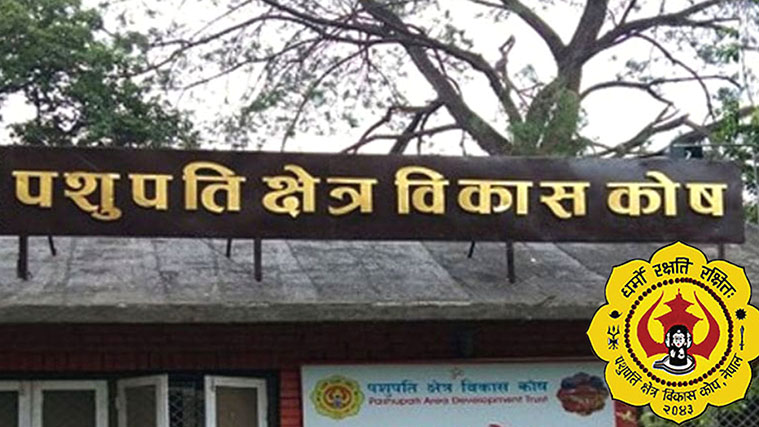 पशुपति क्षेत्र विकास कोष
धर्मो रक्षति रक्षितः
पशुपति क्षेत्र विकास कोष, नेपाल
२०४३
पशुपति क्षेत्र विकास कोष
Pashupati Area Development Trust